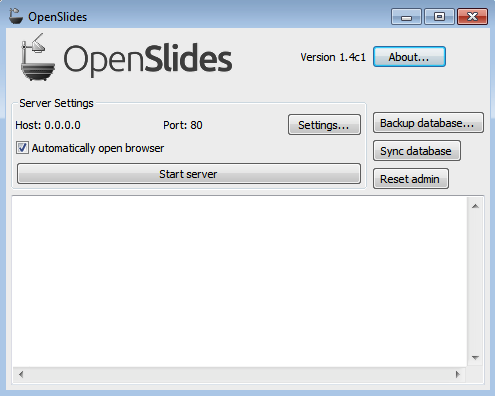 OpenSlides
OpenSlides
Version 1.4c1
About...
Server Settings
Host: 0.0.0.0
Port: 80
Settings...
Backup database...
Automatically open browser
Sync database
Start server
Reset admin